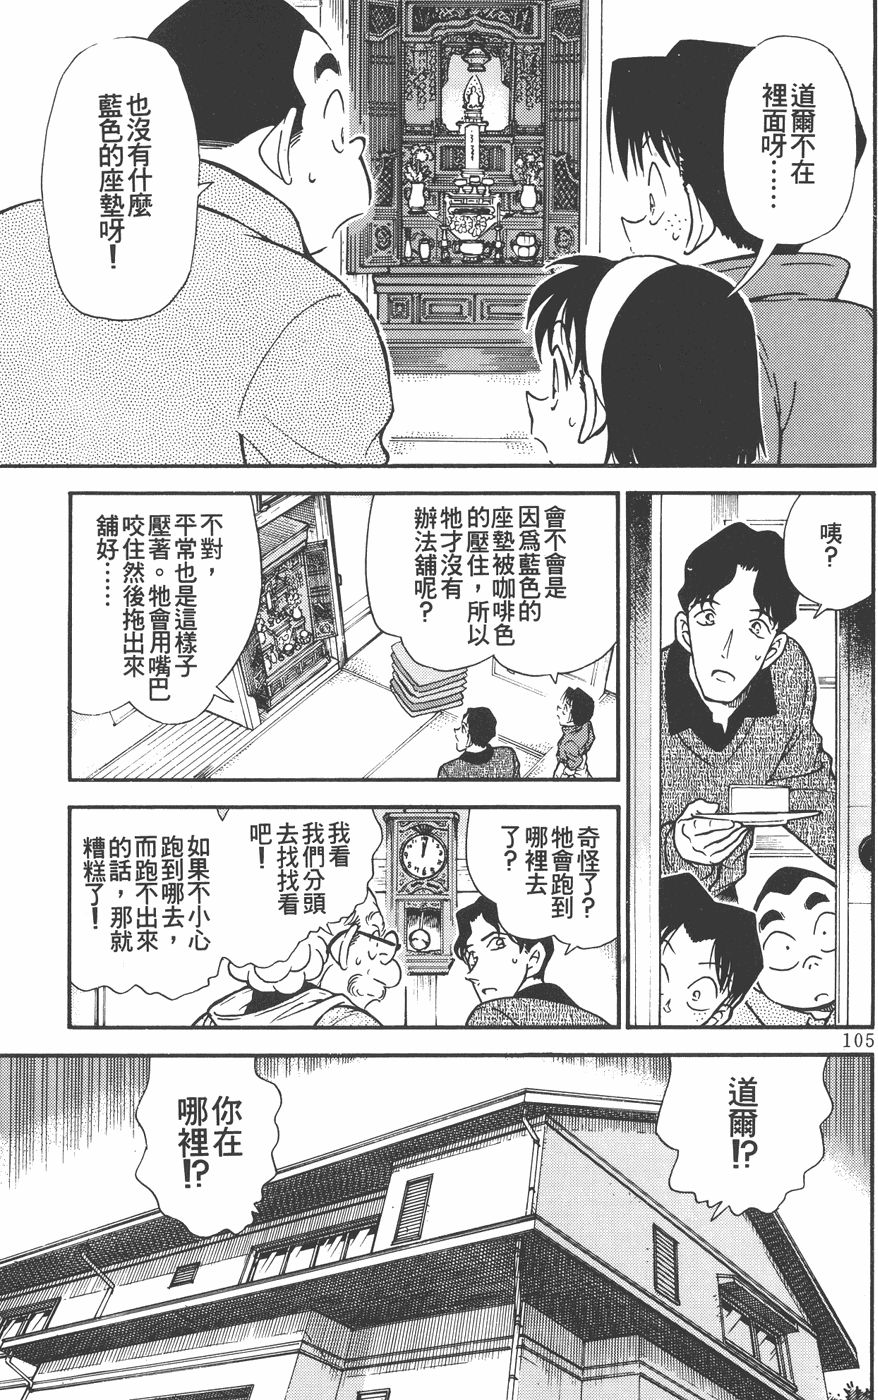 道爾不在
裡面呀……
也沒有什麼
藍色的座墊呀！
咦？
會不會是
因為藍色的
座墊被咖啡色
的壓住，所以
牠才沒有
辦法舖呢？
不對，
平常也是這樣子
壓著。牠會用嘴巴
咬住然後拖出來
舖好……
奇怪了？
牠會跑到
哪裡去
了？
我看
我們分頭
去找找看
吧！
如果不小心
跑到哪去，
而跑不出來
的話，那就
糟糕了！
105
道爾!?
你在
哪裡!?